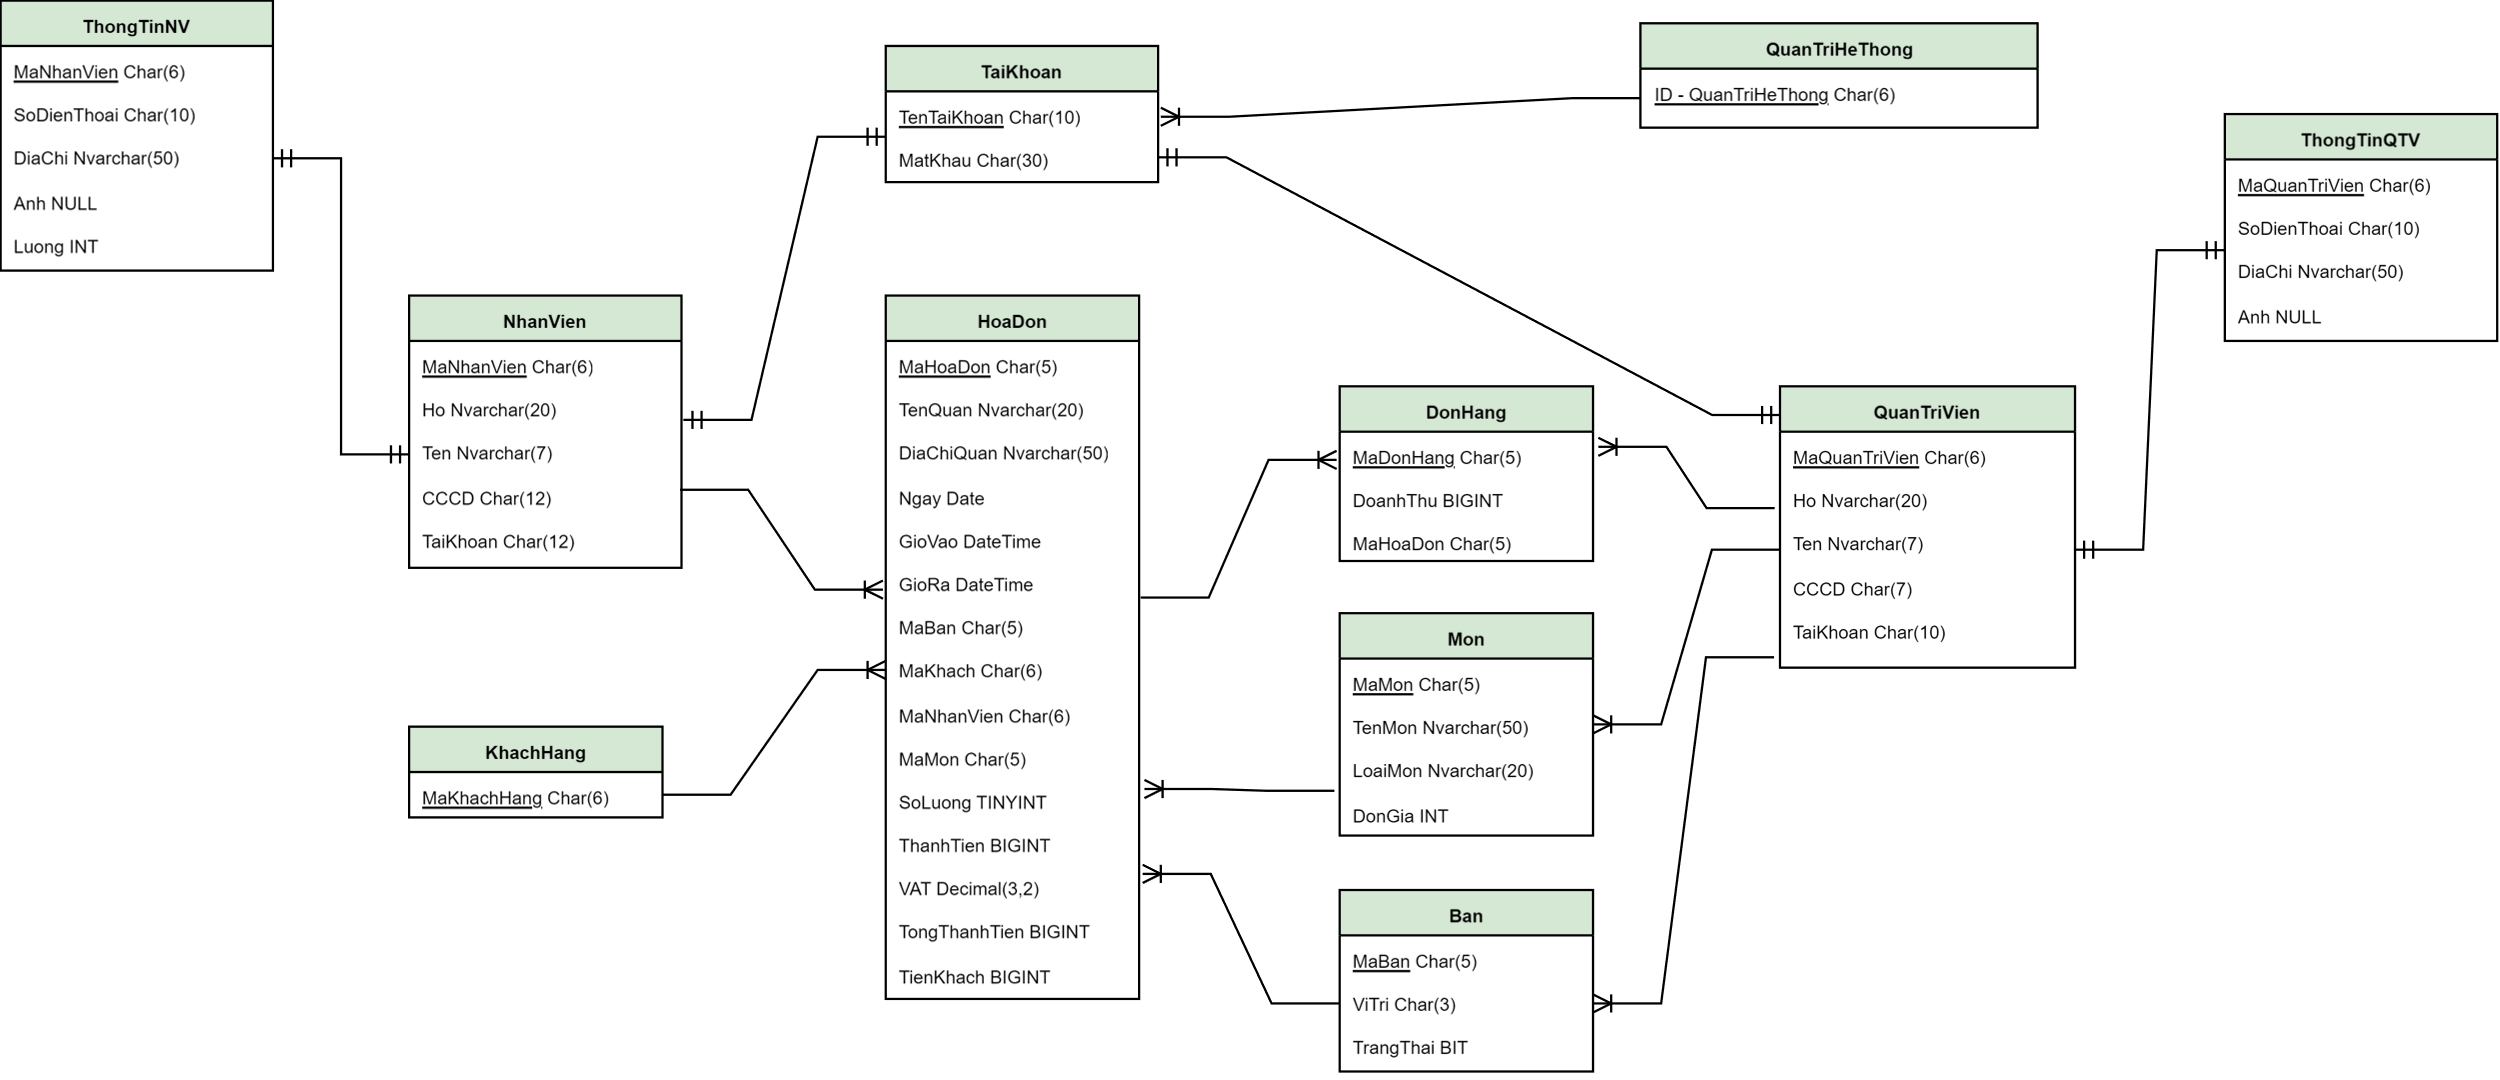 ThongTinNV
MaNhanVien Char(6)
SoDienThoai Char(10)
DiaChi Nvarchar(50)
Anh NULL
Luong INT
TaiKhoan
TenTaiKhoan Char(10)
MatKhau Char(30)
QuanTriHeThong
ID - QuanTriHeThong Char(6)
ThongTinQTV
MaQuanTriVien Char(6)
SoDienThoai Char(10)
DiaChi Nvarchar(50)
Anh NULL
NhanVien
MaNhanVien Char(6)
Ho Nvarchar(20)
Ten Nvarchar(7)
CCCD Char(12)
TaiKhoan Char(12)
HoaDon
MaHoaDon Char(5)
TenQuan Nvarchar(20)
DiaChiQuan Nvarchar(50)
Ngay Date
GioVao DateTime
GioRa DateTime
MaBan Char(5)
MaKhach Char(6)
MaNhanVien Char(6)
MaMon Char(5)
SoLuong TINYINT
ThanhTien BIGINT
VAT Decimal(3,2)
TongThanhTien BIGINT
TienKhach BIGINT
DonHang
MaDonHang Char(5)
DoanhThu BIGINT
MaHoaDon Char(5)
QuanTriVien
MaQuanTriVien Char(6)
Ho Nvarchar(20)
Ten Nvarchar(7)
CCCD Char(7)
TaiKhoan Char(10)
Mon
MaMon Char(5)
TenMon Nvarchar(50)
LoaiMon Nvarchar(20)
DonGia INT
KhachHang
MaKhachHang Char(6)
Ban
MaBan Char(5)
ViTri Char(3)
TrangThai BIT